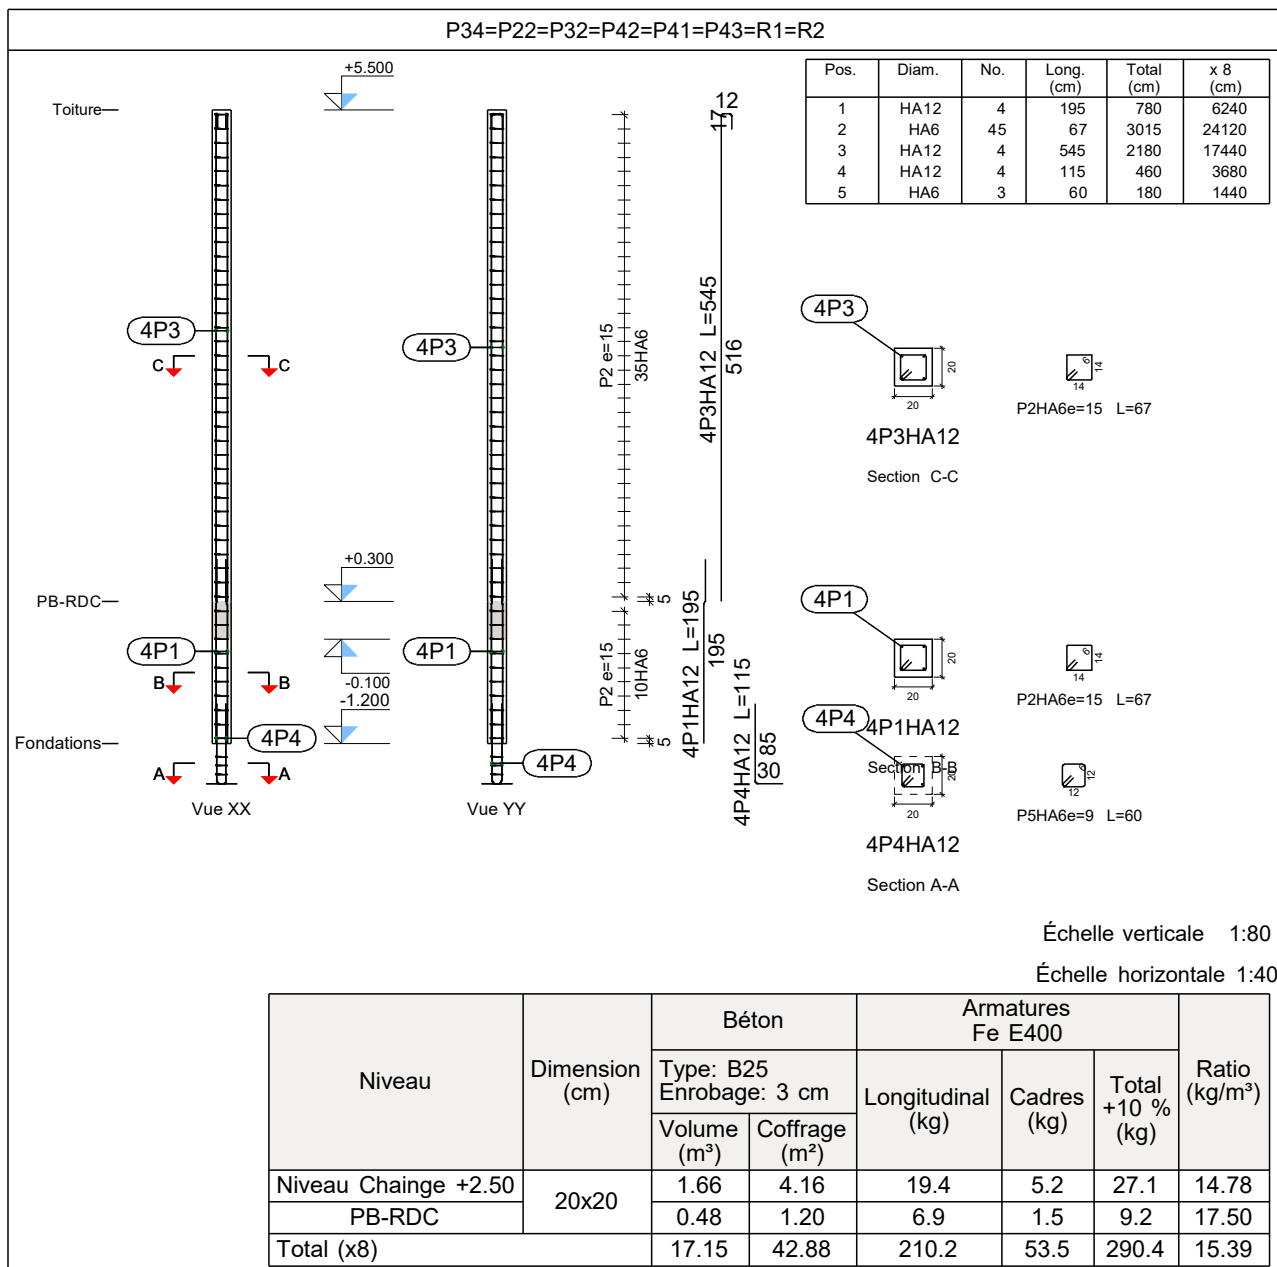 P34=P22=P32=P42=P41=P43=R1=R2
Pos. Diam. No. Long. (cm) Total (cm) x 8 (cm)
1 HA12 4 195 780 6240
2 HA6 45 67 3015 24120
3 HA12 4 545 2180 17440
4 HA12 4 115 460 3680
5 HA6 3 60 180 1440
Toiture
+5.500
4P3
C C
4P3
PB-RDC
+0.300
4P1
-0.100
4P1
B B
-1.200
Fondations
4P4
4P4
A A
Vue XX
Vue YY
P2 e=15
35HA6
5
P2 e=15
10HA6
5
12
17
4P3HA12 L=545
516
4P1HA12 L=195
195
4P4HA12 L=115
85
30
4P3
20
20
4P3HA12
Section C-C
6
14
14
P2HA6e=15 L=67
4P1
20
20
4P1HA12
Section B-B
6
14
14
P2HA6e=15 L=67
4P4
20
20
4P4HA12
Section A-A
12
12
P5HA6e=9 L=60
Échelle verticale 1:80
Échelle horizontale 1:40
Niveau
Dimension (cm)
Béton
Type: B25
Enrobage: 3 cm
Volume (m³)
Coffrage (m²)
Armatures
Fe E400
Longitudinal (kg)
Cadres (kg)
Total +10 % (kg)
Ratio (kg/m³)
Niveau Chainge +2.50 20x20 1.66 4.16 19.4 5.2 27.1 14.78
PB-RDC 0.48 1.20 6.9 1.5 9.2 17.50
Total (x8) 17.15 42.88 210.2 53.5 290.4 15.39